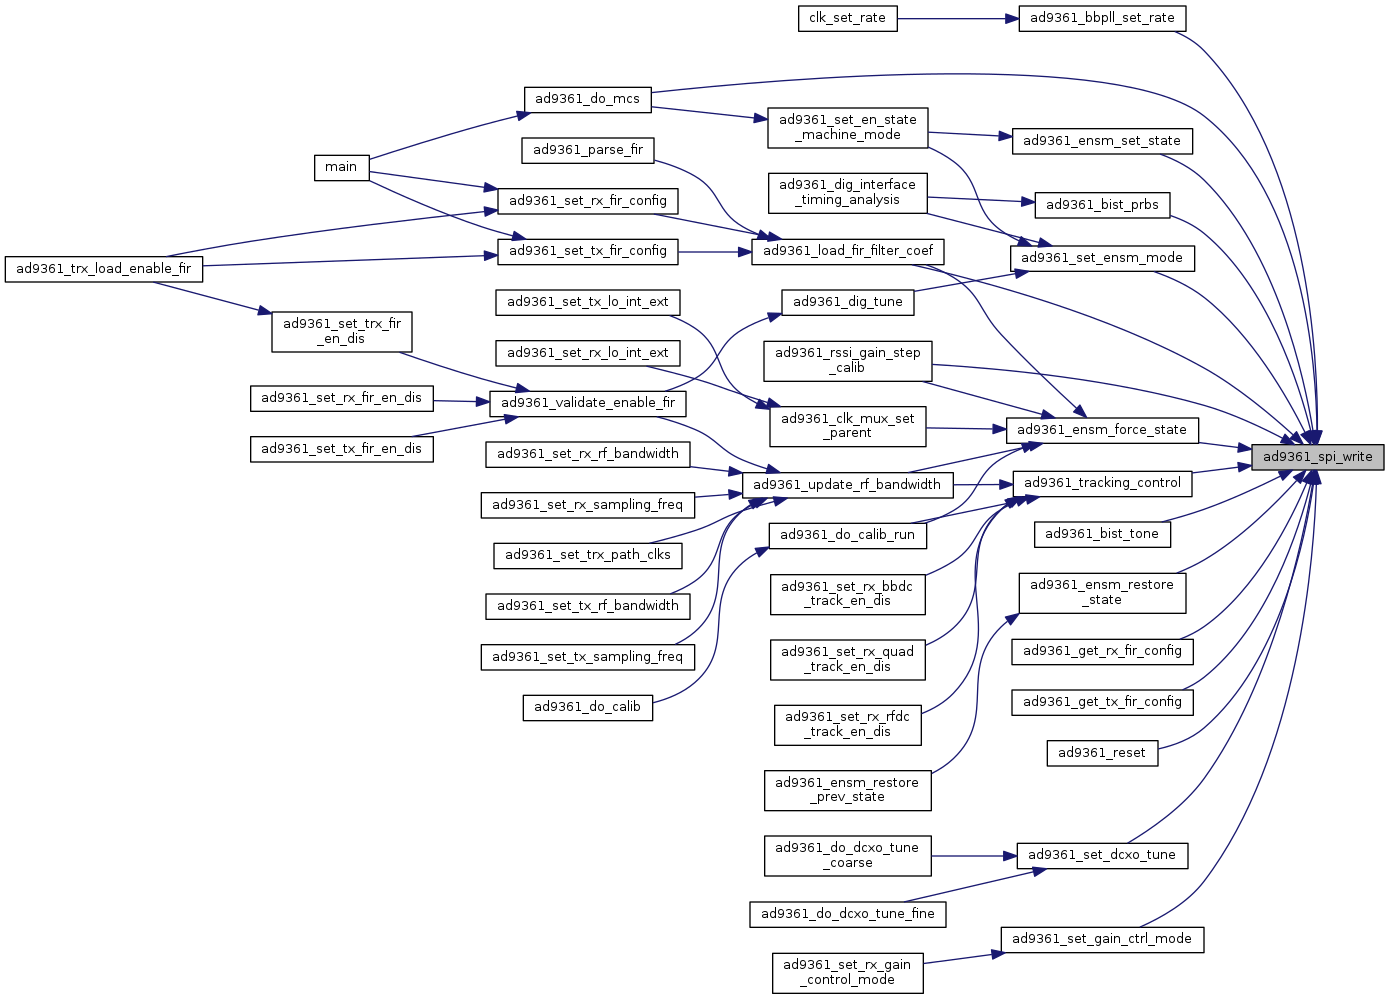 clk_set_rate
ad9361_bbpll_set_rate
ad9361_do_mcs
ad9361_set_en_state
_machine_mode
ad9361_ensm_set_state
ad9361_parse_fir
main
ad9361_dig_interface
_timing_analysis
ad9361_bist_prbs
ad9361_set_rx_fir_config
ad9361_set_tx_fir_config
ad9361_load_fir_filter_coef
ad9361_set_ensm_mode
ad9361_trx_load_enable_fir
ad9361_set_tx_lo_int_ext
ad9361_dig_tune
ad9361_set_trx_fir
_en_dis
ad9361_set_rx_lo_int_ext
ad9361_rssi_gain_step
_calib
ad9361_set_rx_fir_en_dis
ad9361_validate_enable_fir
ad9361_clk_mux_set
_parent
ad9361_ensm_force_state
ad9361_set_tx_fir_en_dis
ad9361_set_rx_rf_bandwidth
ad9361_spi_write
ad9361_update_rf_bandwidth
ad9361_tracking_control
ad9361_set_rx_sampling_freq
ad9361_do_calib_run
ad9361_bist_tone
ad9361_set_trx_path_clks
ad9361_set_rx_bbdc
_track_en_dis
ad9361_ensm_restore
_state
ad9361_set_tx_rf_bandwidth
ad9361_set_tx_sampling_freq
ad9361_set_rx_quad
_track_en_dis
ad9361_get_rx_fir_config
ad9361_do_calib
ad9361_set_rx_rfdc
_track_en_dis
ad9361_get_tx_fir_config
ad9361_reset
ad9361_ensm_restore
_prev_state
ad9361_do_dcxo_tune
_coarse
ad9361_set_dcxo_tune
ad9361_do_dcxo_tune_fine
ad9361_set_gain_ctrl_mode
ad9361_set_rx_gain
_control_mode